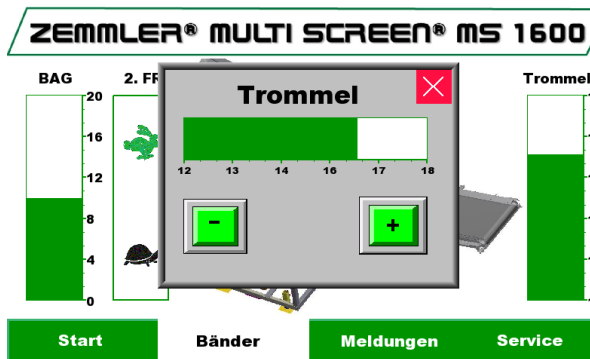 ZEMMLER® MULTI SCREEN® MS 1600
BAG
2. FR
Trommel
20
16
12
8
4
0
Trommel
12 13 14 15 16 17 18
-
+
Start Bänder Meldungen Service